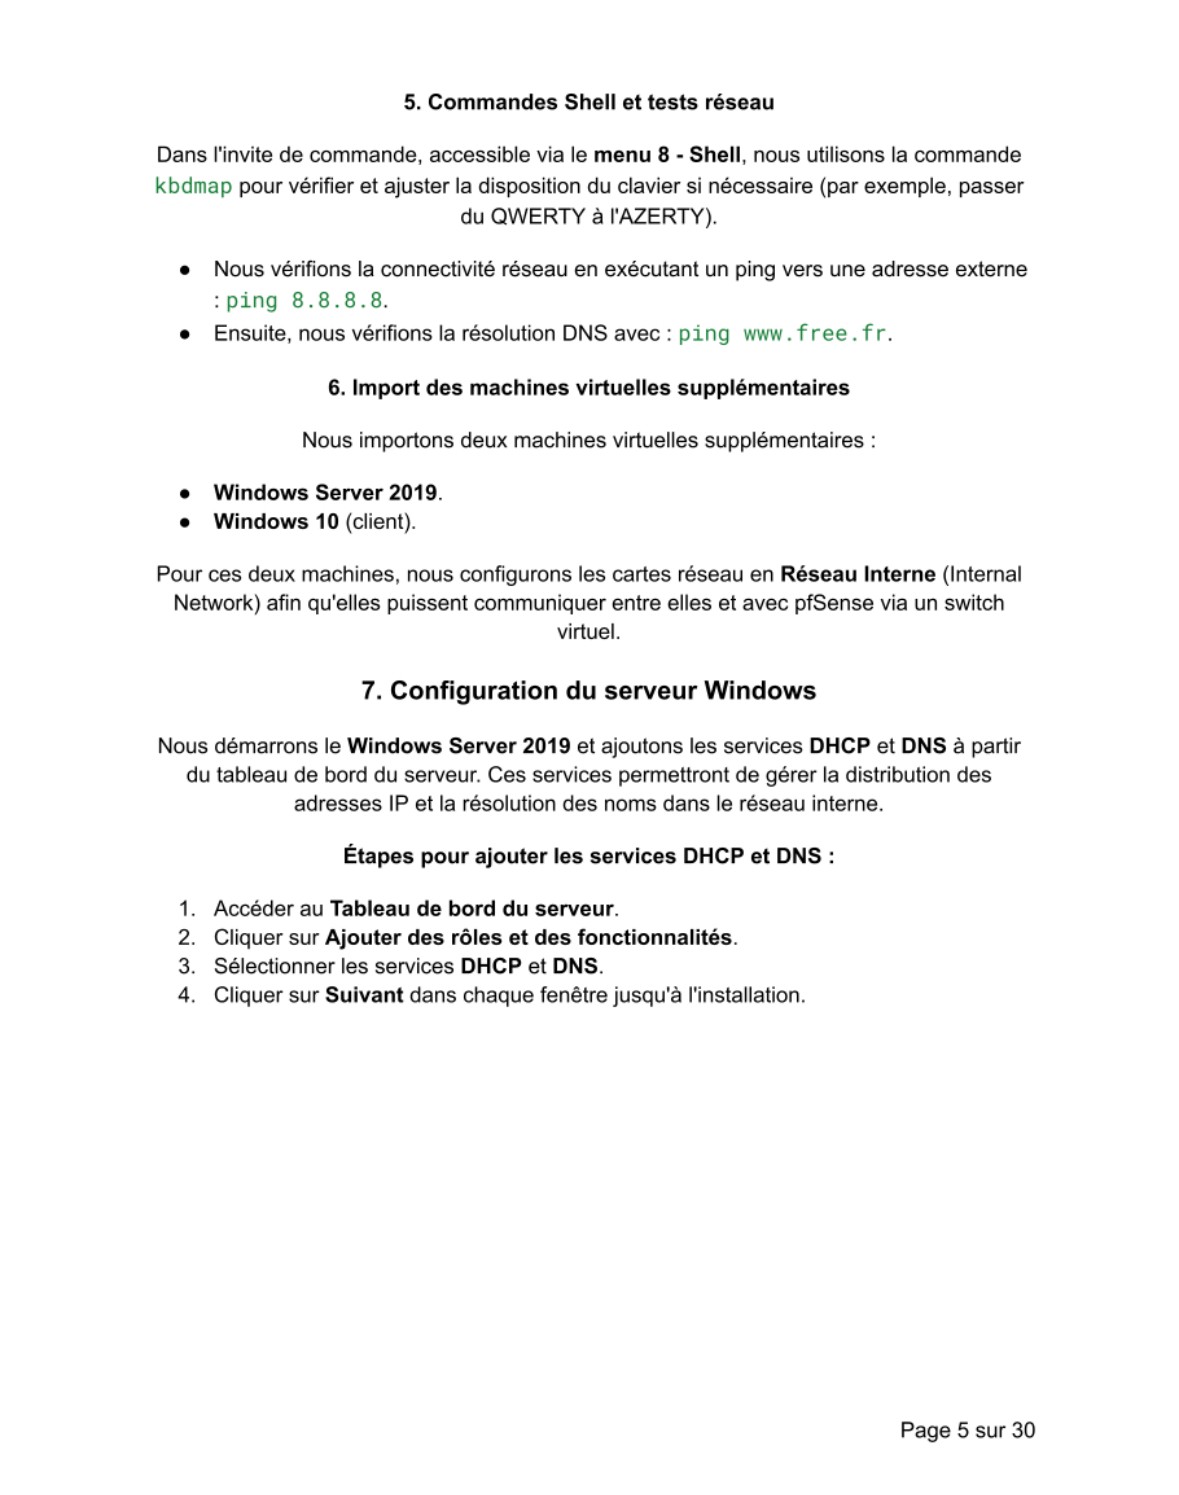 5. Commandes Shell et tests réseau
Dans l'invite de commande, accessible via le menu 8 - Shell, nous utilisons la commande
kbdmap pour vérifier et ajuster la disposition du clavier si nécessaire (par exemple, passer
du QWERTY à l'AZERTY).
● Nous vérifions la connectivité réseau en exécutant un ping vers une adresse externe
: ping 8.8.8.8.
● Ensuite, nous vérifions la résolution DNS avec : ping www.free.fr.
6. Import des machines virtuelles supplémentaires
Nous importons deux machines virtuelles supplémentaires :
● Windows Server 2019.
● Windows 10 (client).
Pour ces deux machines, nous configurons les cartes réseau en Réseau Interne (Internal
Network) afin qu'elles puissent communiquer entre elles et avec pfSense via un switch
virtuel.
7. Configuration du serveur Windows
Nous démarrons le Windows Server 2019 et ajoutons les services DHCP et DNS à partir
du tableau de bord du serveur. Ces services permettront de gérer la distribution des
adresses IP et la résolution des noms dans le réseau interne.
Étapes pour ajouter les services DHCP et DNS :
1. Accéder au Tableau de bord du serveur.
2. Cliquer sur Ajouter des rôles et des fonctionnalités.
3. Sélectionner les services DHCP et DNS.
4. Cliquer sur Suivant dans chaque fenêtre jusqu'à l'installation.
Page 5 sur 30